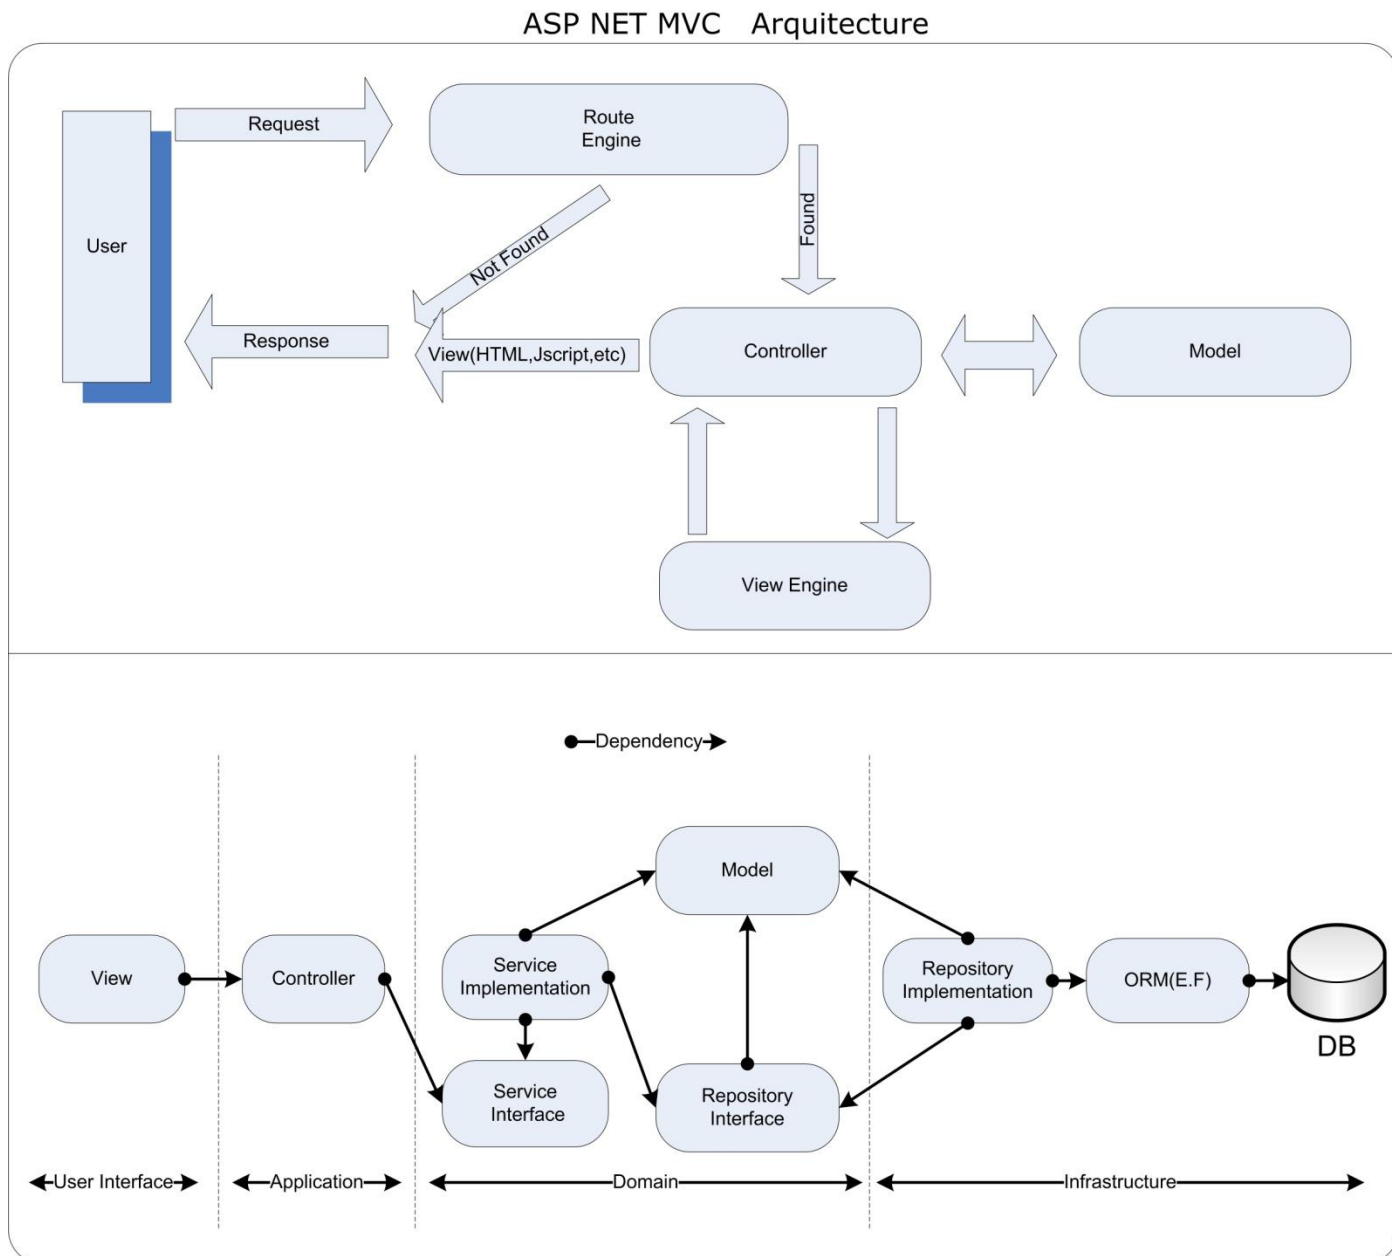 ASP NET MVC   Arquitecture
Request
Route
Engine
User
Found
Not Found
Response
View(HTML,Jscript,etc)
Controller
Model
View Engine
Dependency
Model
View
Controller
Service
Implementation
Repository
Implementation
ORM(E.F)
DB
Service
Interface
Repository
Interface
User Interface
Application
Domain
Infrastructure